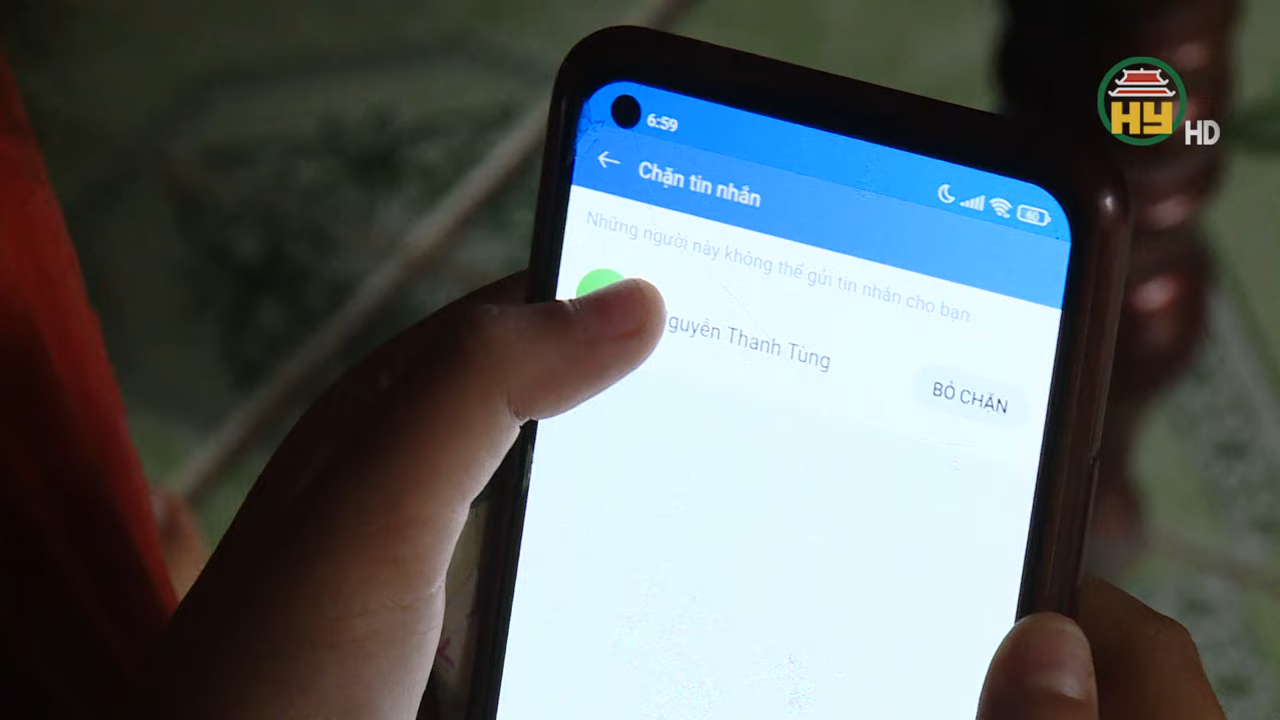 HY HD
6:59
60
Chặn tin nhắn
Những người này không thể gửi tin nhắn cho bạn
guyễn Thanh Tùng
BỎ CHẶN